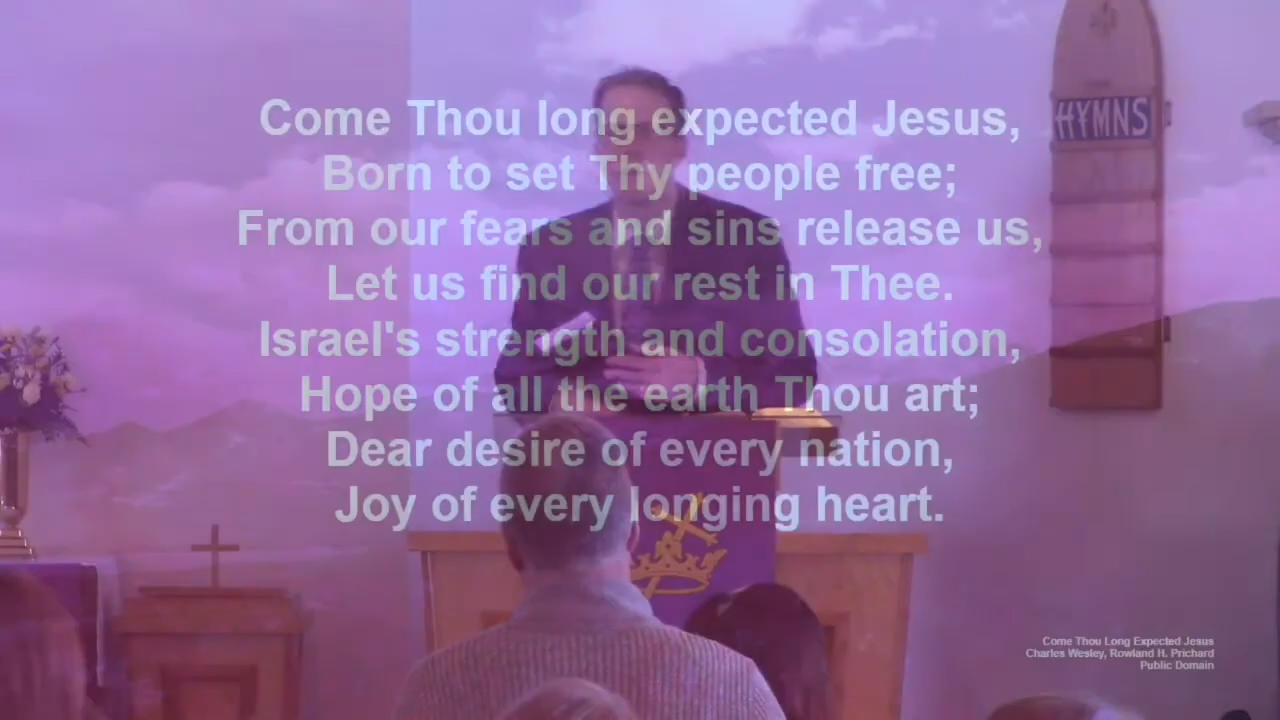 Come Thou long expected Jesus,
Born to set Thy people free;
From our fears and sins release us,
Let us find our rest in Thee.
Israel's strength and consolation,
Hope of all the earth Thou art;
Dear desire of every nation,
Joy of every longing heart.
HYMNS
Come Thou Long Expected Jesus
Charles Wesley, Rowland H. Prichard
Public Domain